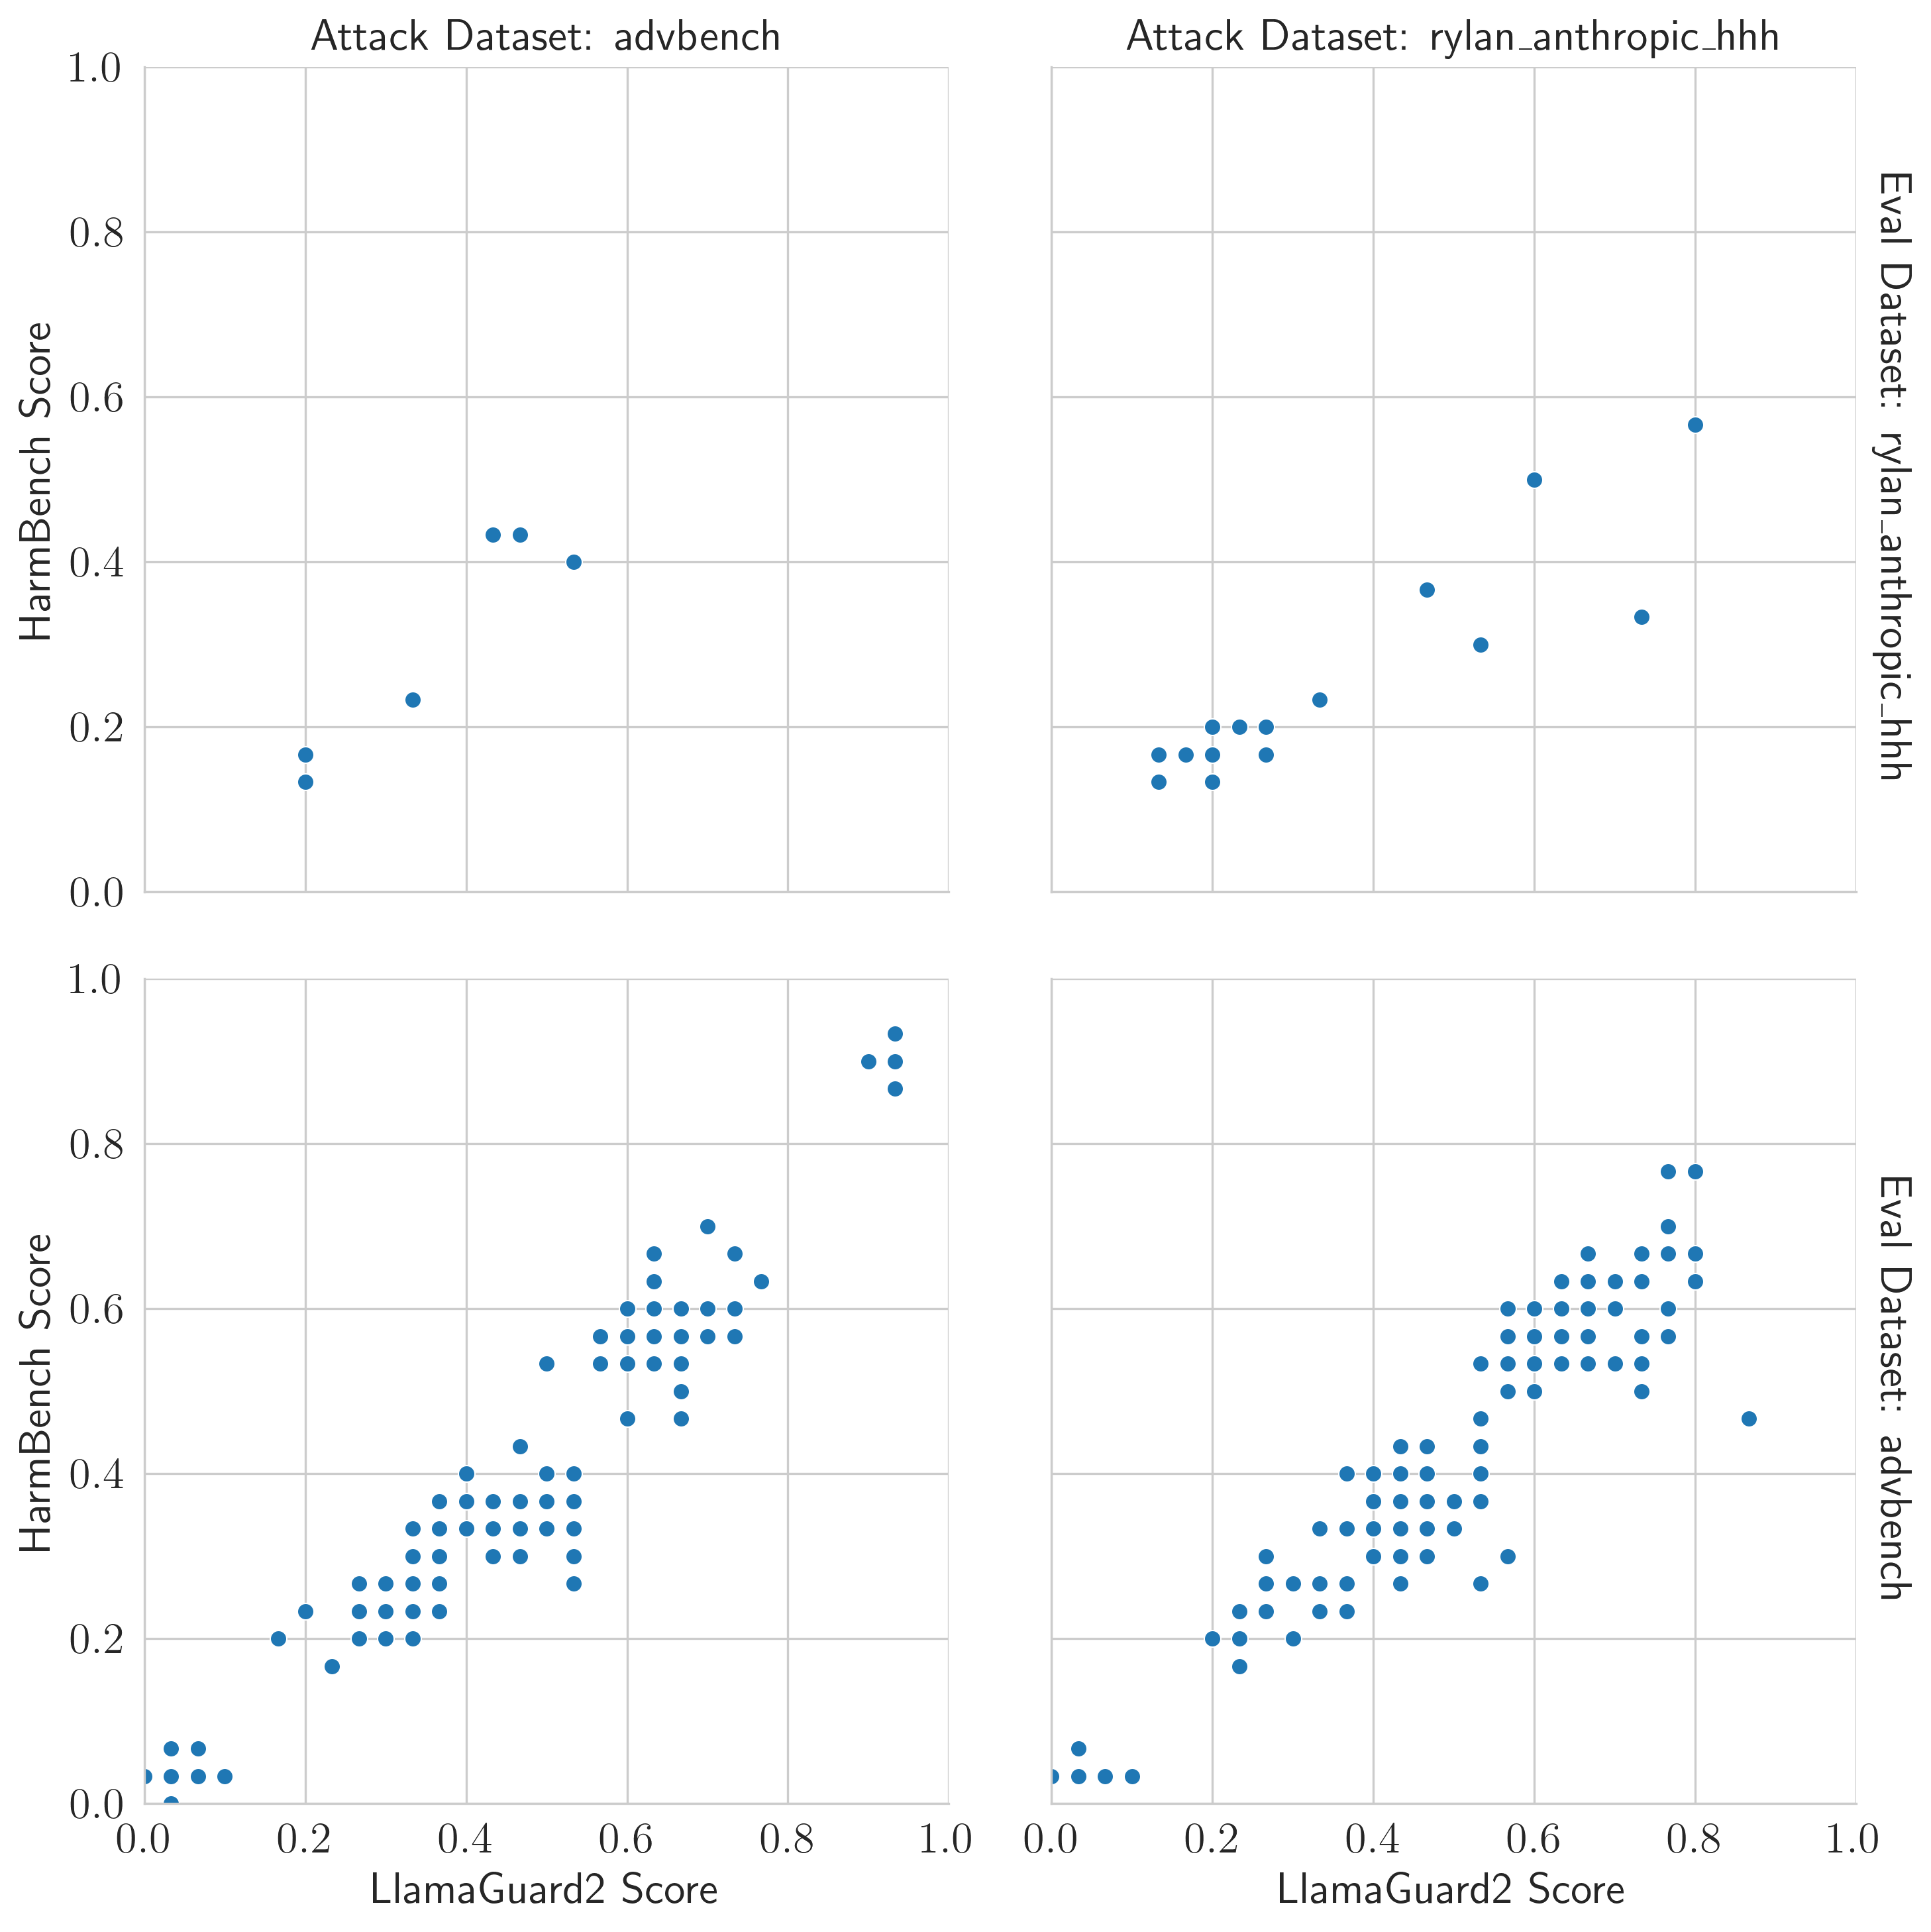 Attack Dataset: advbench
Attack Dataset: rylan_anthropic_hhh
1.0
0.8
0.6
0.4
0.2
0.0
HarmBench Score
Eval Dataset: rylan_anthropic_hhh
1.0
0.8
0.6
0.4
0.2
0.0
HarmBench Score
Eval Dataset: advbench
0.0 0.2 0.4 0.6 0.8 1.0
LlamaGuard2 Score
0.0 0.2 0.4 0.6 0.8 1.0
LlamaGuard2 Score